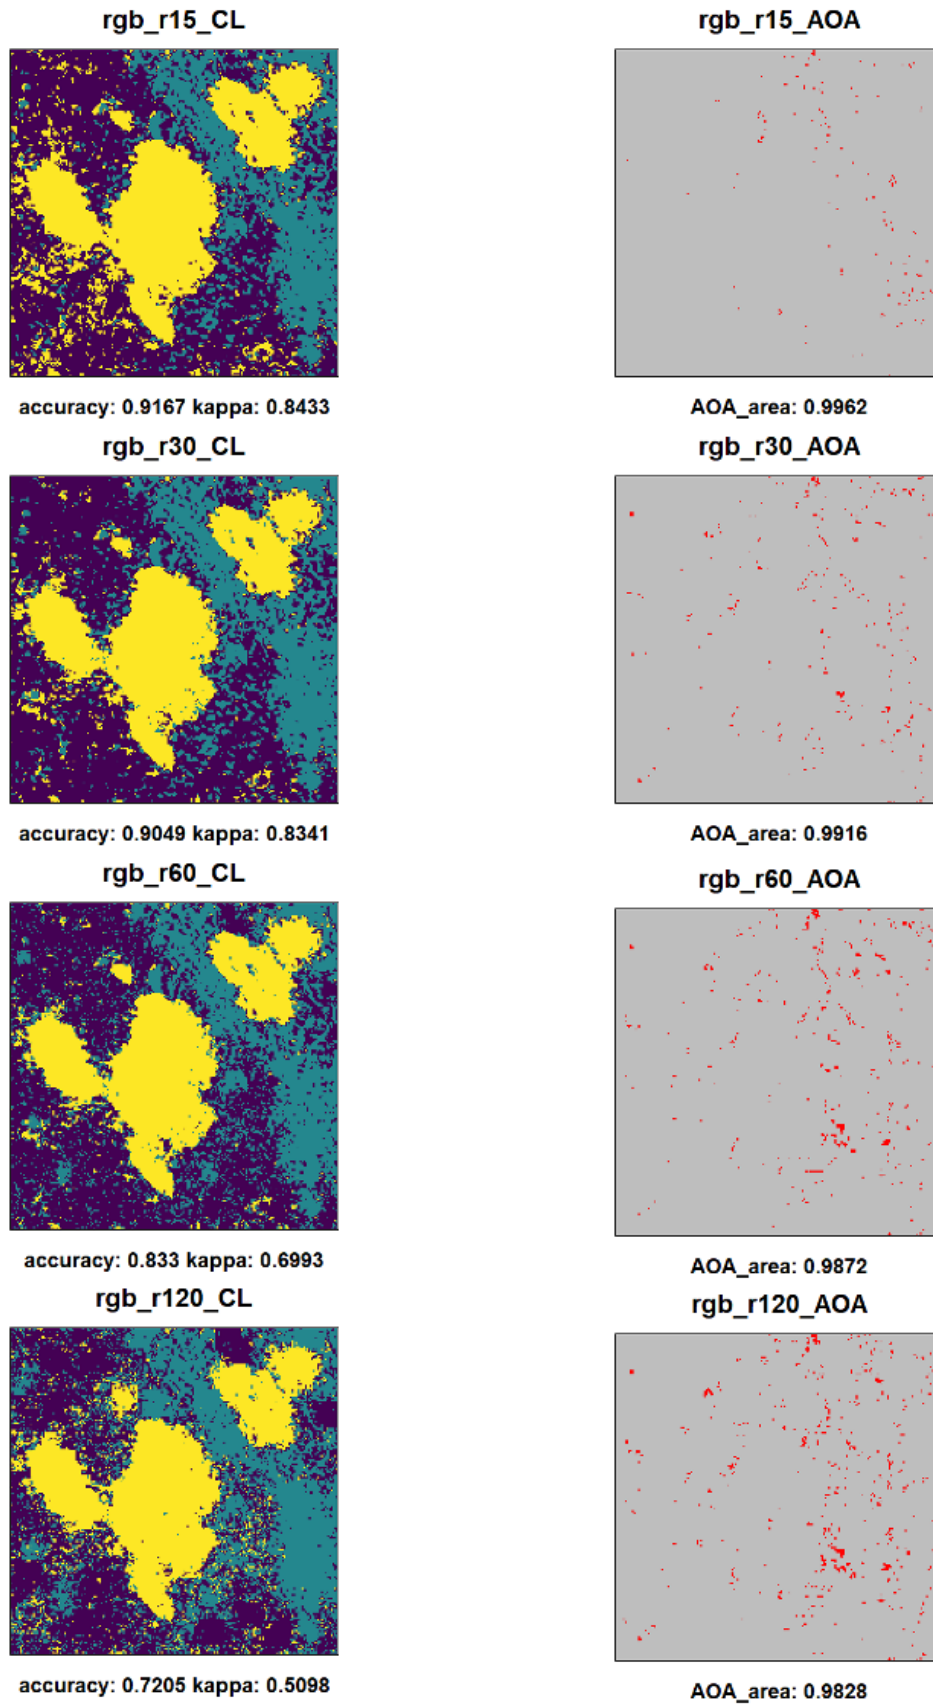 rgb_r15_CL
rgb_r15_AOA
accuracy: 0.9167 kappa: 0.8433
AOA_area: 0.9962
rgb_r30_CL
rgb_r30_AOA
accuracy: 0.9049 kappa: 0.8341
AOA_area: 0.9916
rgb_r60_CL
rgb_r60_AOA
accuracy: 0.833 kappa: 0.6993
AOA_area: 0.9872
rgb_r120_CL
rgb_r120_AOA
accuracy: 0.7205 kappa: 0.5098
AOA_area: 0.9828